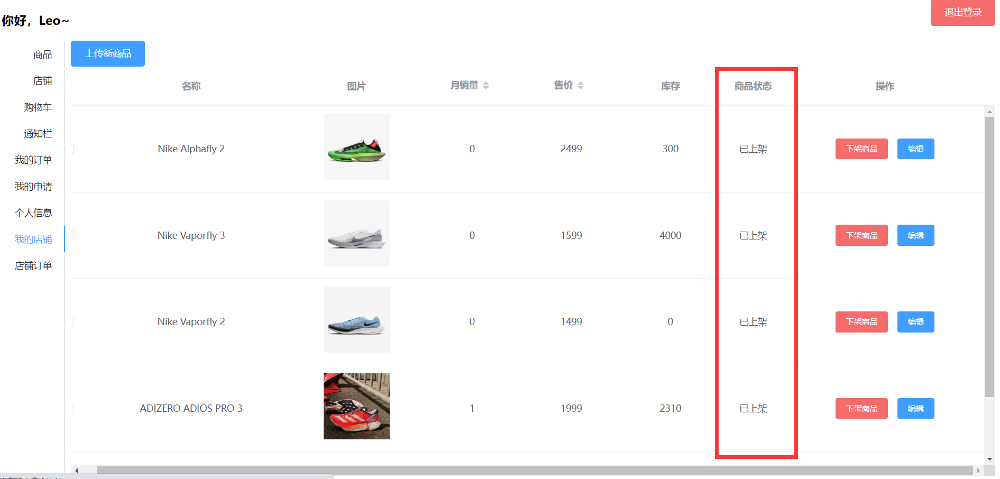 你好，Leo~
退出登录
商品
店铺
购物车
通知栏
我的订单
我的申请
个人信息
我的店铺
店铺订单
上传新商品
名称 图片 月销量 售价 库存 商品状态 操作
Nike Alphafly 2 0 2499 300 已上架 下架商品 编辑
Nike Vaporfly 3 0 1599 4000 已上架 下架商品 编辑
Nike Vaporfly 2 0 1499 0 已上架 下架商品 编辑
ADIZERO ADIOS PRO 3 1 1999 2310 已上架 下架商品 编辑